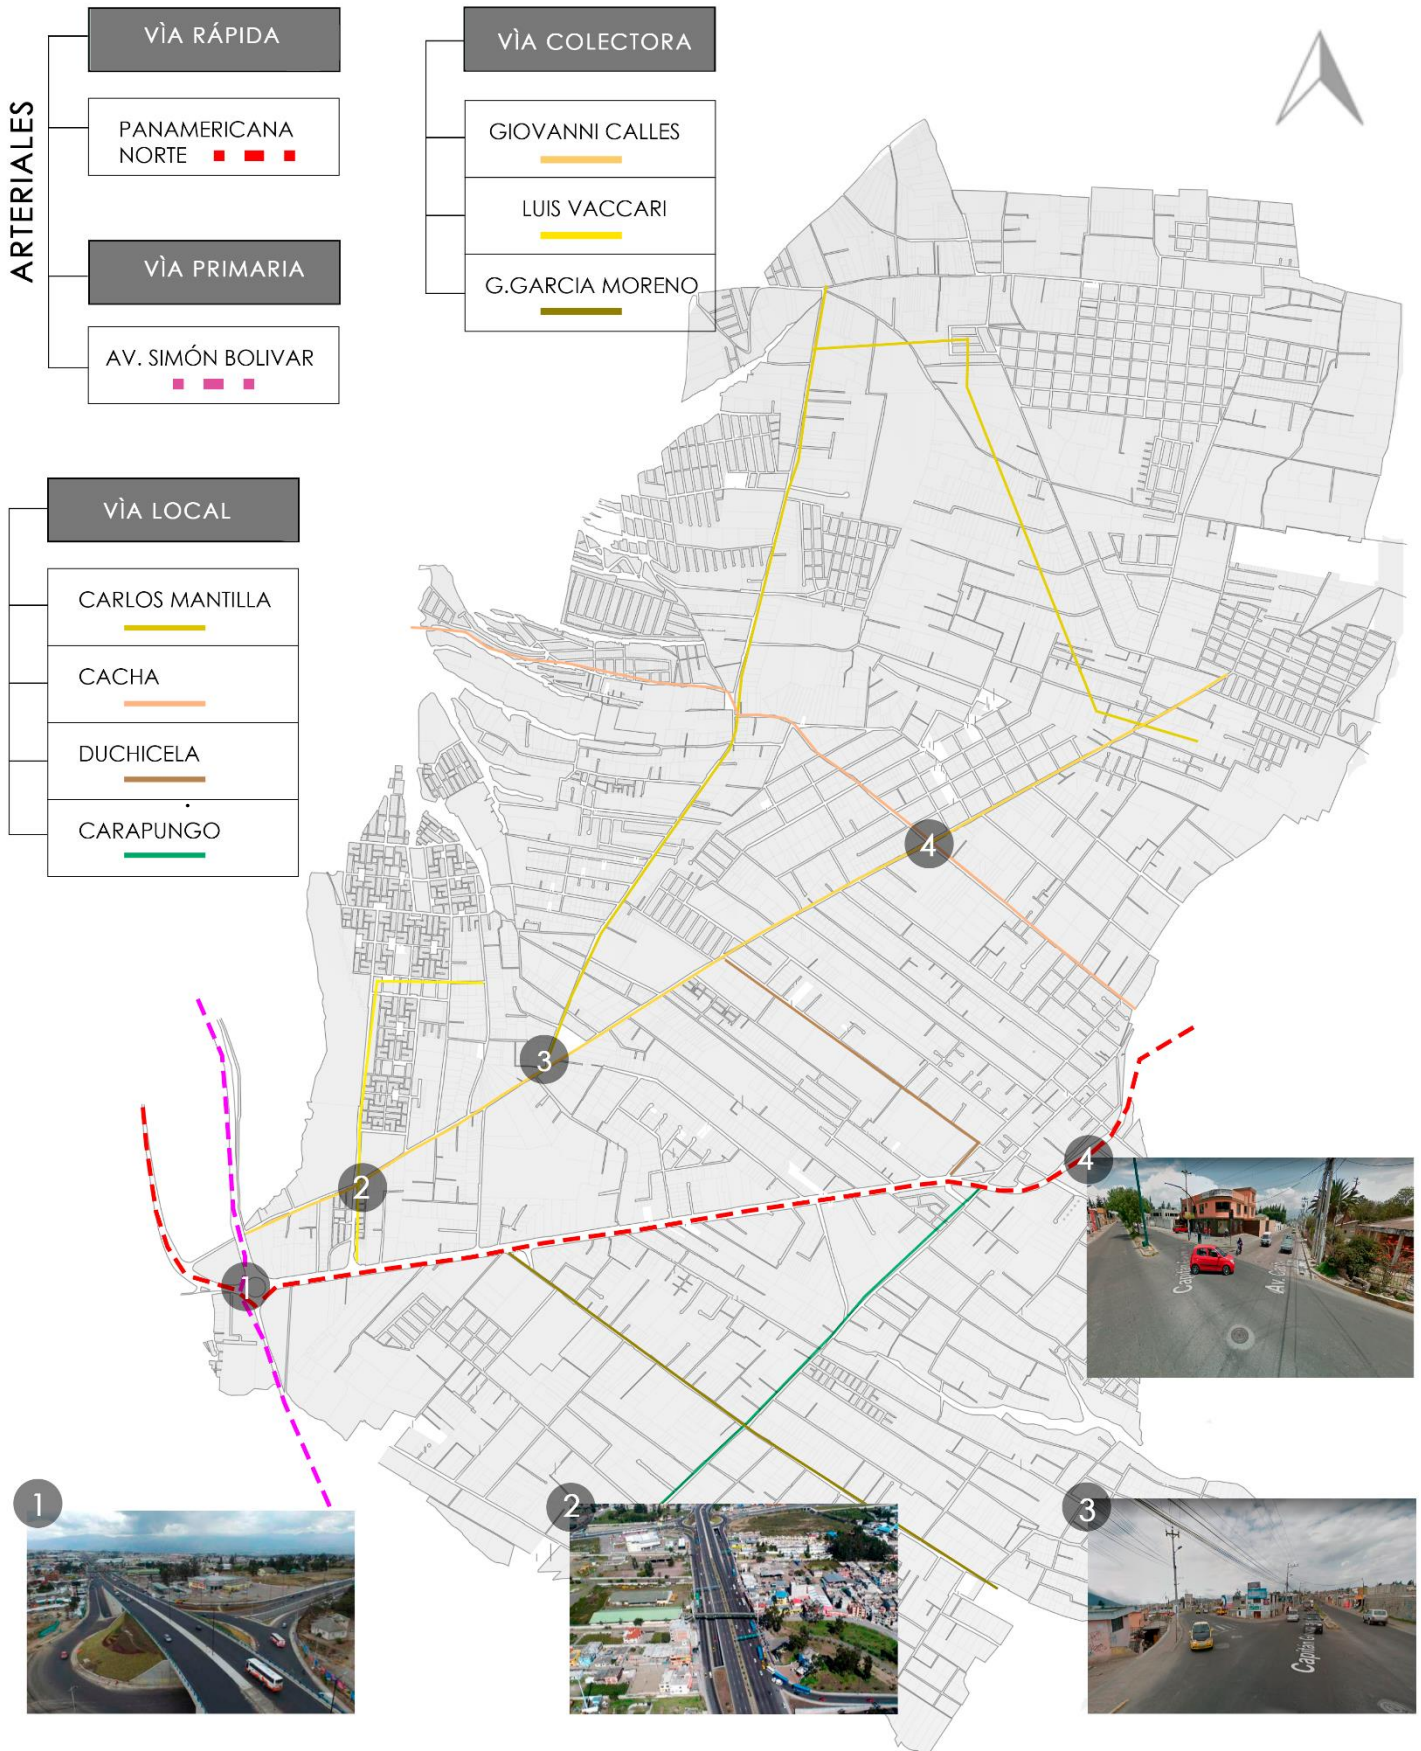 ARTERIALES
VÌA RÁPIDA
PANAMERICANA
NORTE
VÌA PRIMARIA
AV. SIMÓN BOLIVAR
VÌA COLECTORA
GIOVANNI CALLES
LUIS VACCARI
G.GARCIA MORENO
VÌA LOCAL
CARLOS MANTILLA
CACHA
DUCHICELA
CARAPUNGO
4
3
2
1
4
Av.
1
2
3